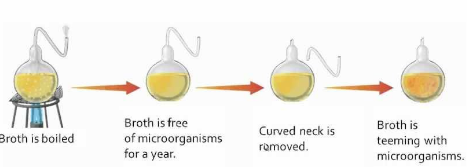 Broth is boiled
Broth is free
of microorganisms
for a year.
Curved neck is
removed.
Broth is
teeming with
microorganisms.